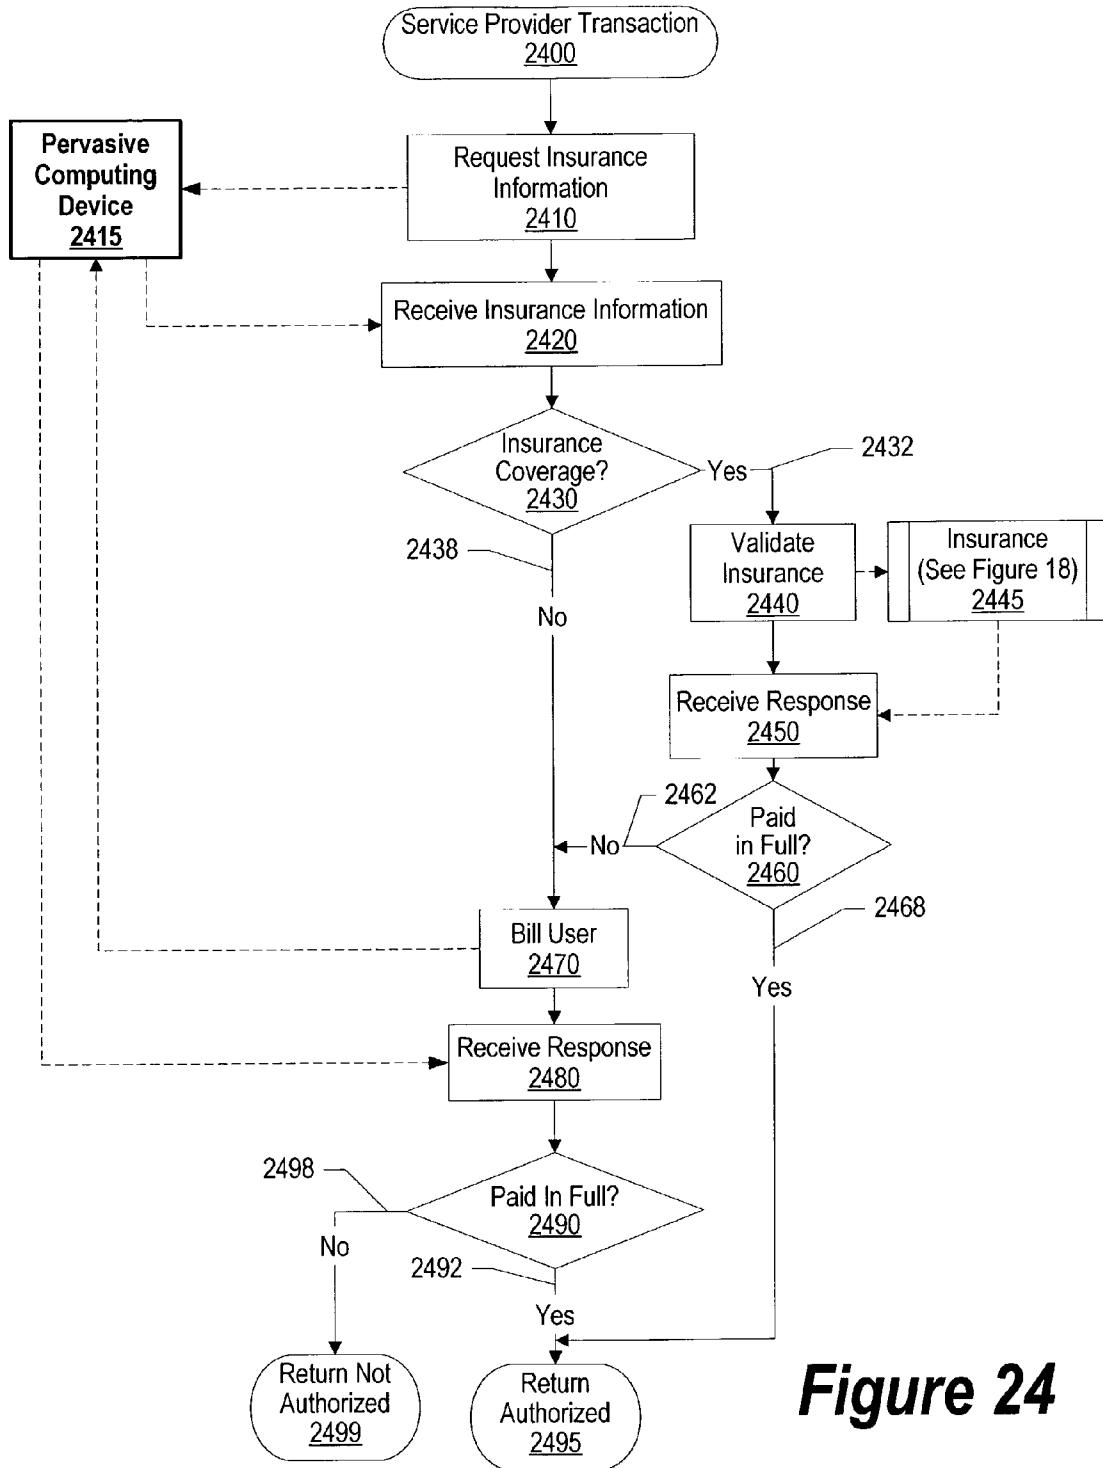 Service Provider Transaction
2400
Pervasive
Computing
Device
2415
Request Insurance
Information
2410
Receive Insurance Information
2420
Insurance
Coverage?
2430
Yes
2432
2438
No
Validate
Insurance
2440
Insurance
(See Figure 18)
2445
Receive Response
2450
2462
No
Paid
in Full?
2460
2468
Yes
Bill User
2470
Receive Response
2480
2498
Paid In Full?
2490
No
2492
Yes
Return Not
Authorized
2499
Return
Authorized
2495
Figure 24